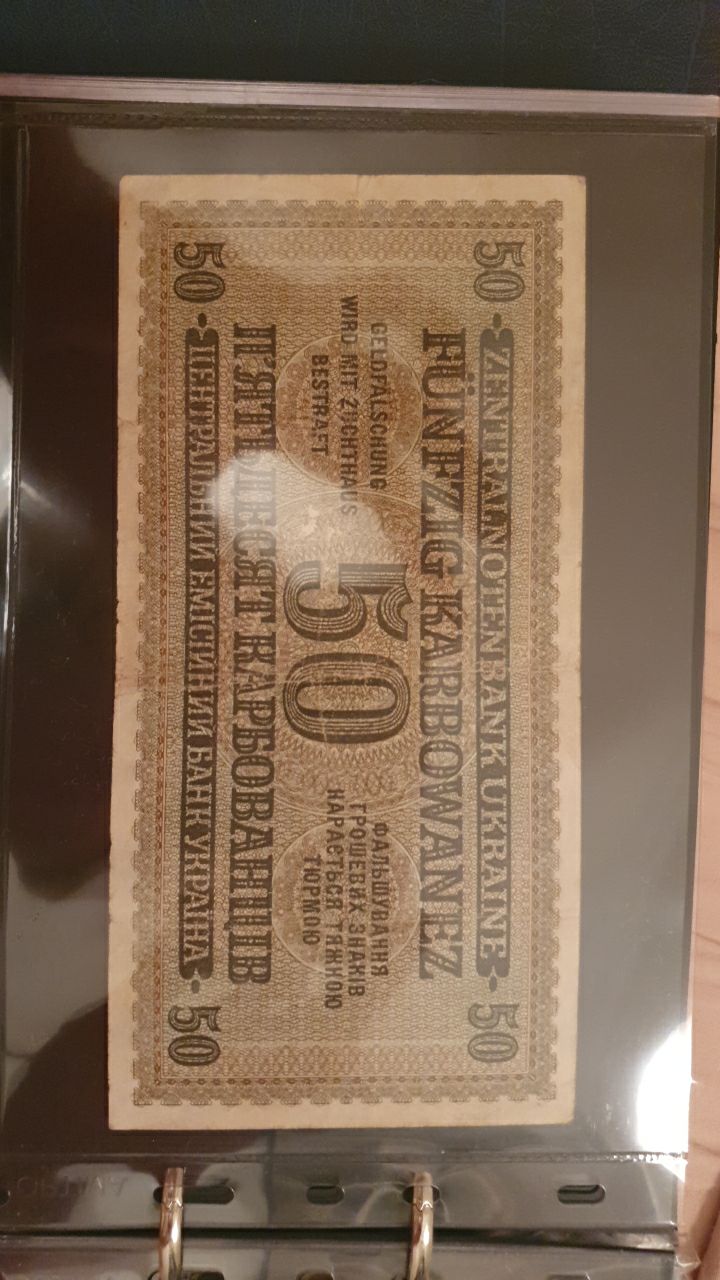 50 50
ZENTRALNOTENBANK UKRAINE
FÜNFZIG KARBOWANEZ
GELDFÄLSCHUNG
WIRD MIT ZUCHTHAUS
BESTRAFT
50
ФАЛЬШУВАННЯ
ГРОШЕВИХ ЗНАКІВ
КАРАЄТЬСЯ ТЯЖКОЮ
ТЮРМОЮ
П'ЯТДЕСЯТ КАРБОВАНЦІВ
ЦЕНТРАЛЬНИЙ ЕМІСІЙНИЙ БАНК УКРАЇНА
50 50